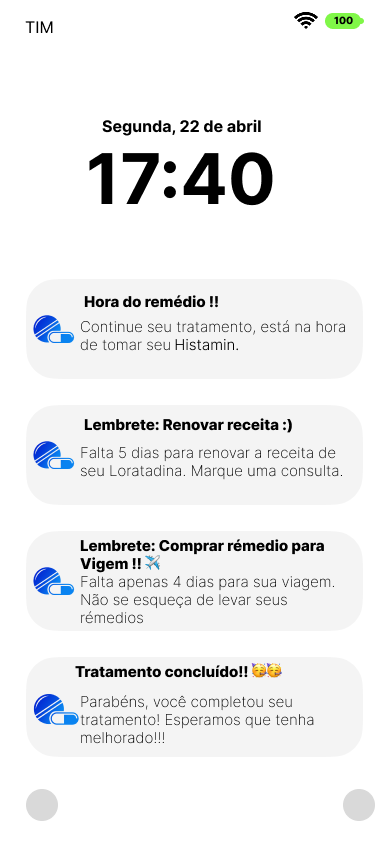 TIM
100
Segunda, 22 de abril
17:40
Hora do remédio !!
Continue seu tratamento, está na hora
de tomar seu Histamin.
Lembrete: Renovar receita :)
Falta 5 dias para renovar a receita de
seu Loratadina. Marque uma consulta.
Lembrete: Comprar rémedio para
Vigem !! ✈️
Falta apenas 4 dias para sua viagem.
Não se esqueça de levar seus
rémedios
Tratamento concluído!! 🥳🥳
Parabéns, você completou seu
tratamento! Esperamos que tenha
melhorado!!!